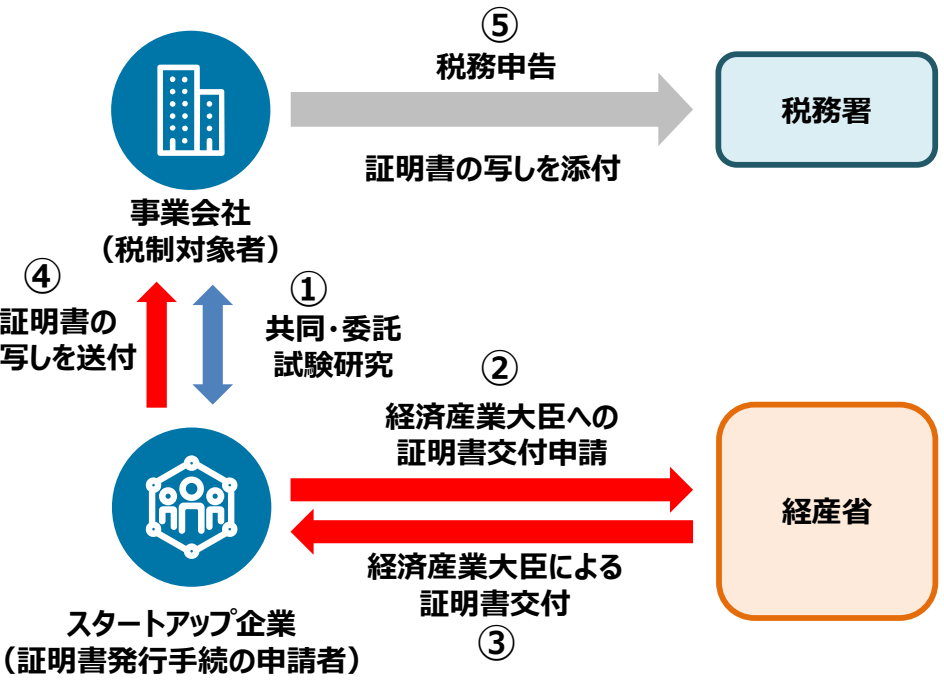 ⑤
税務申告
税務署
証明書の写しを添付
事業会社
（税制対象者）
④
証明書の
写しを送付
①
共同・委託
試験研究
②
経済産業大臣への
証明書交付申請
経産省
経済産業大臣による
証明書交付
③
スタートアップ企業
（証明書発行手続の申請者）